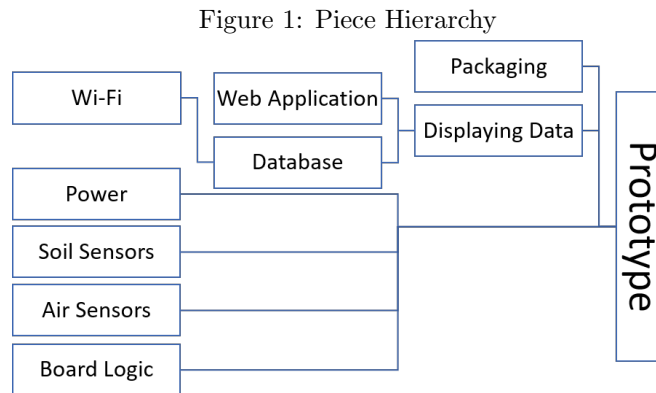 Figure 1: Piece Hierarchy
Packaging
Wi-Fi
Web Application
Displaying Data
Database
Power
Soil Sensors
Air Sensors
Board Logic
Prototype